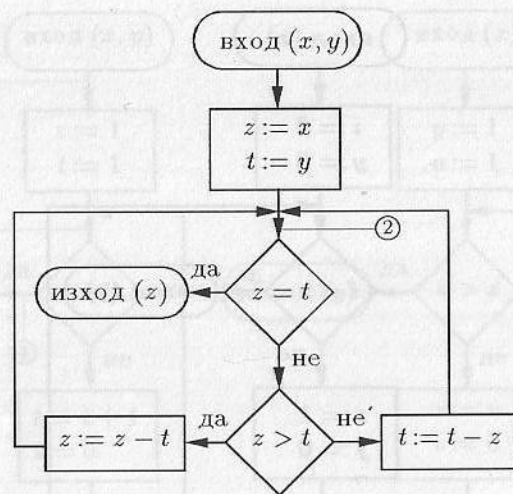 вход (x, y)
z := x
t := y
②
да
изход (z)
z = t
не
да
не
z := z − t
z > t
t := t − z